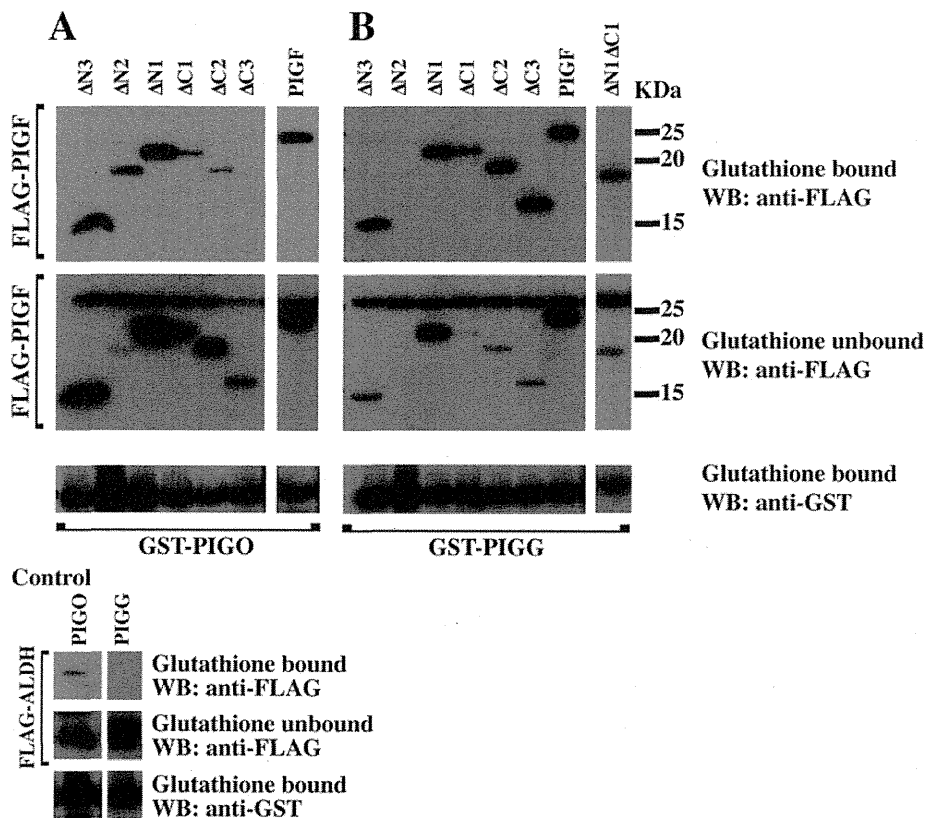 A
B
ΔN3 ΔN2 ΔN1 ΔC1 ΔC2 ΔC3 PIGF
ΔN3 ΔN2 ΔN1 ΔC1 ΔC2 ΔC3 PIGF ΔN1ΔC1
KDa
FLAG-PIGF
25
20
15
Glutathione bound
WB: anti-FLAG
FLAG-PIGF
25
20
15
Glutathione unbound
WB: anti-FLAG
Glutathione bound
WB: anti-GST
GST-PIGO
GST-PIGG
Control
PIGO PIGG
FLAG-ALDH
Glutathione bound
WB: anti-FLAG
Glutathione unbound
WB: anti-FLAG
Glutathione bound
WB: anti-GST